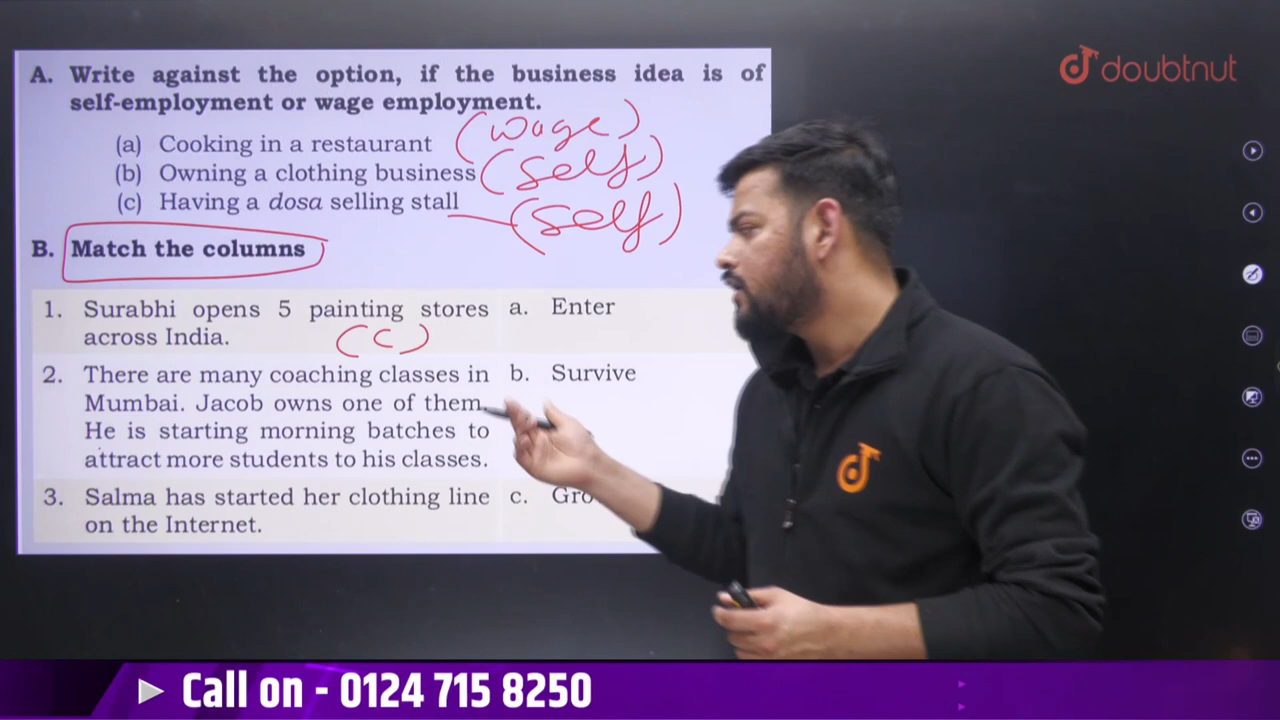 A. Write against the option, if the business idea is of
self-employment or wage employment.
(a) Cooking in a restaurant (wage)
(b) Owning a clothing business (self)
(c) Having a dosa selling stall (self)
B. Match the columns
1. Surabhi opens 5 painting stores a. Enter
across India. (c)
2. There are many coaching classes in b. Survive
Mumbai. Jacob owns one of them.
He is starting morning batches to
attract more students to his classes.
3. Salma has started her clothing line c.
on the Internet.
doubtnut
Call on - 0124 715 8250